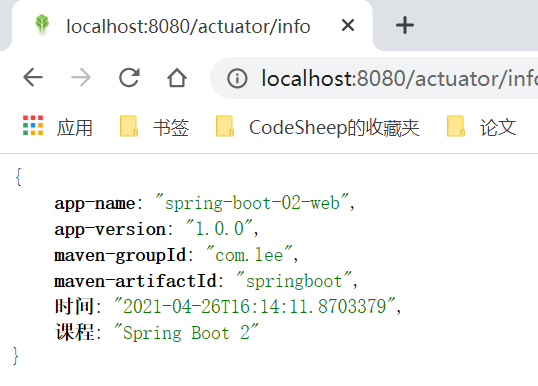 localhost:8080/actuator/info
localhost:8080/actuator/info
应用 书签 CodeSheep的收藏夹 论文
{
app-name: "spring-boot-02-web",
app-version: "1.0.0",
maven-groupId: "com.lee",
maven-artifactId: "springboot",
时间: "2021-04-26T16:14:11.8703379",
课程: "Spring Boot 2"
}